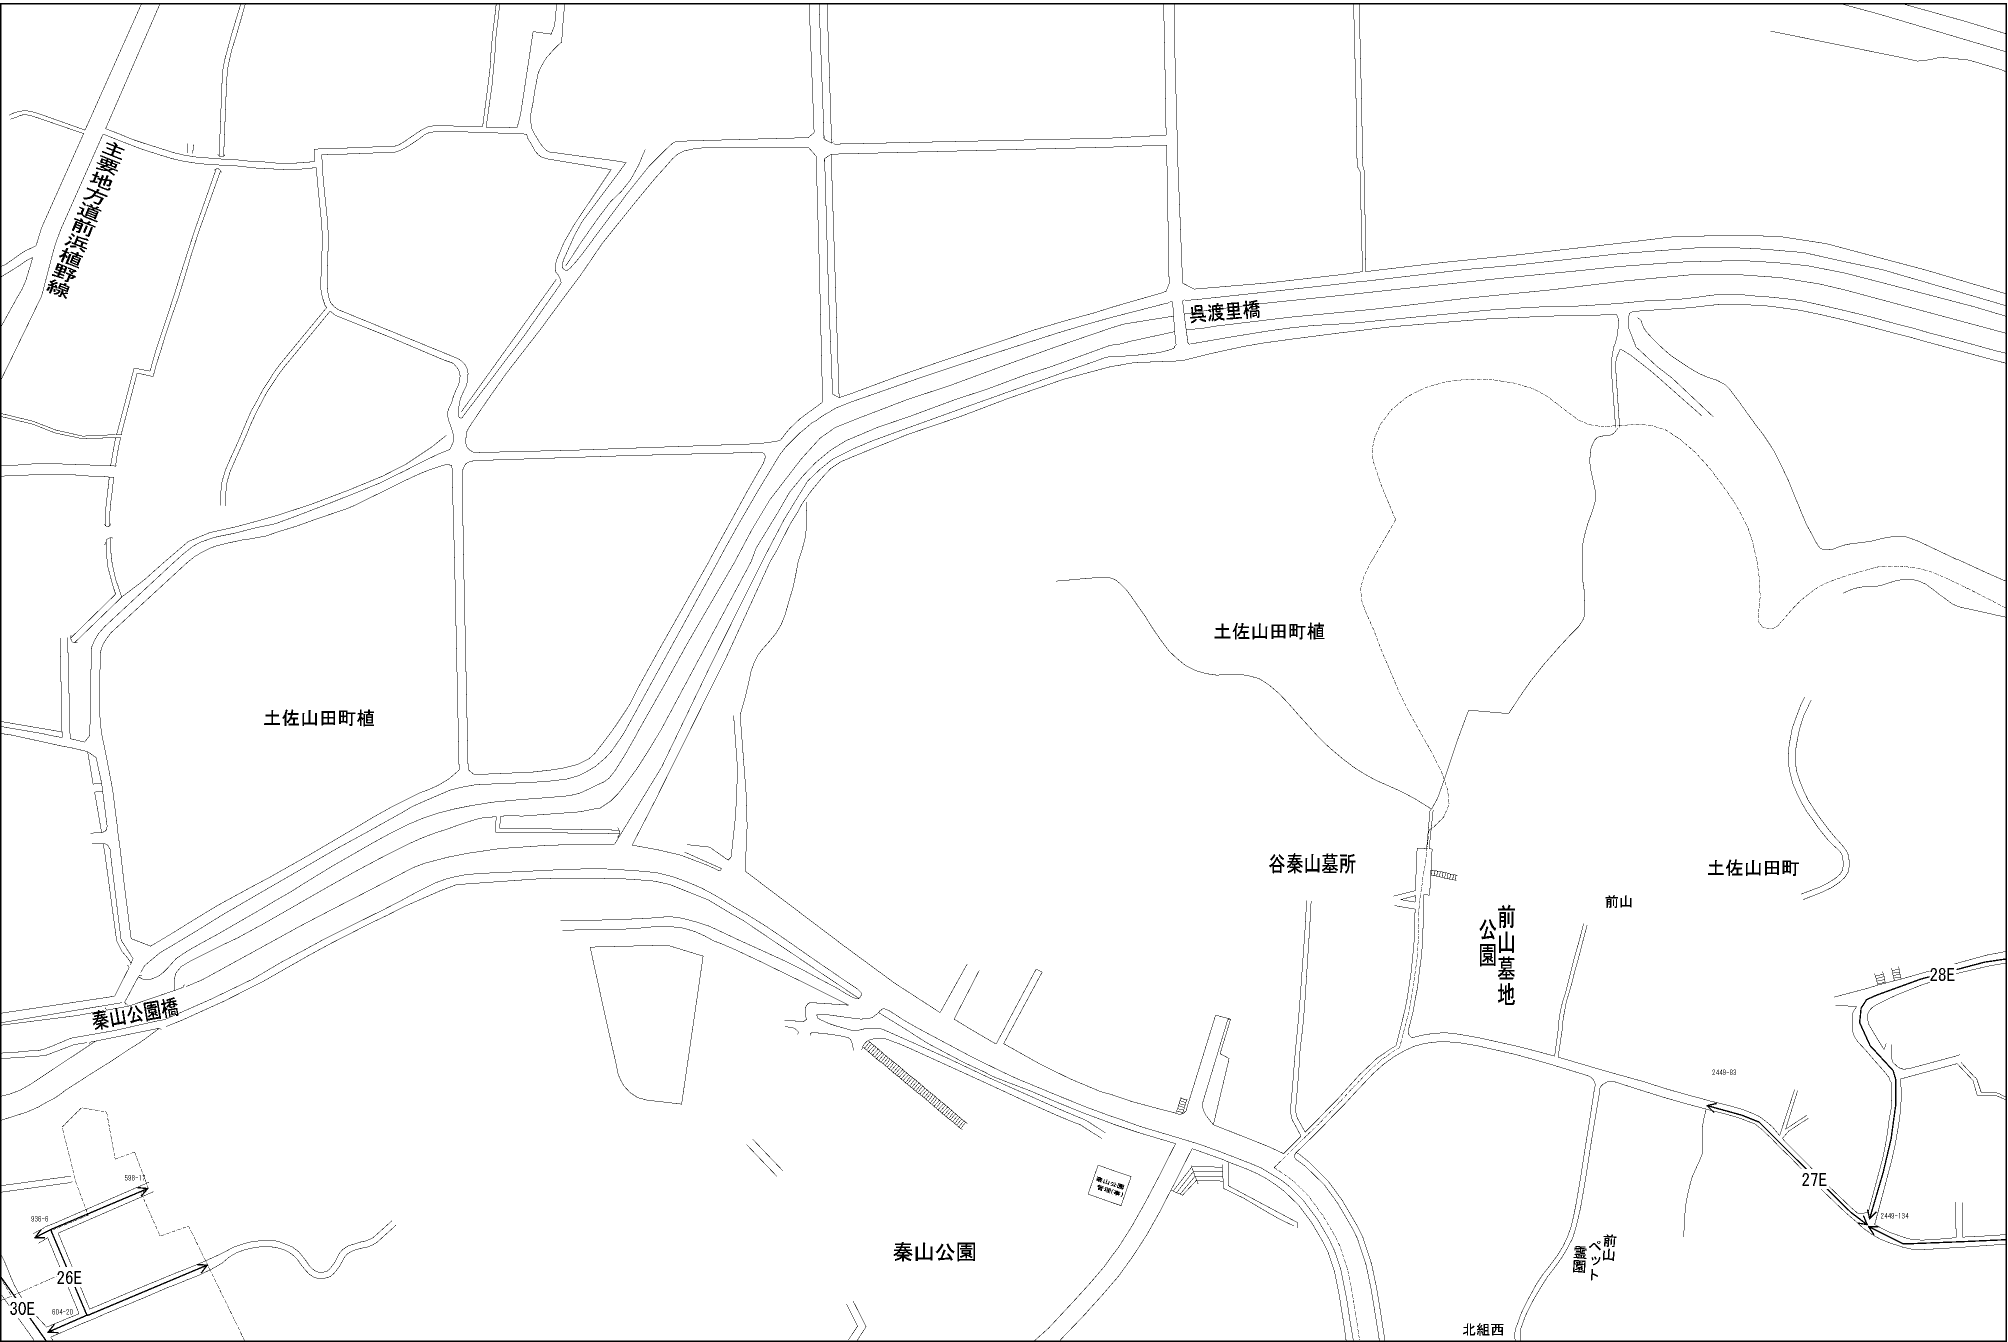 主要地方道前浜植野線
呉渡里橋
土佐山田町植
土佐山田町植
谷秦山墓所
土佐山田町
前山
前山墓地
公園
28E
秦山公園橋
2449-83
598-17
27E
936-6
2449-134
秦山公園
前山
ペット
霊園
26E
30E
604-20
北組西